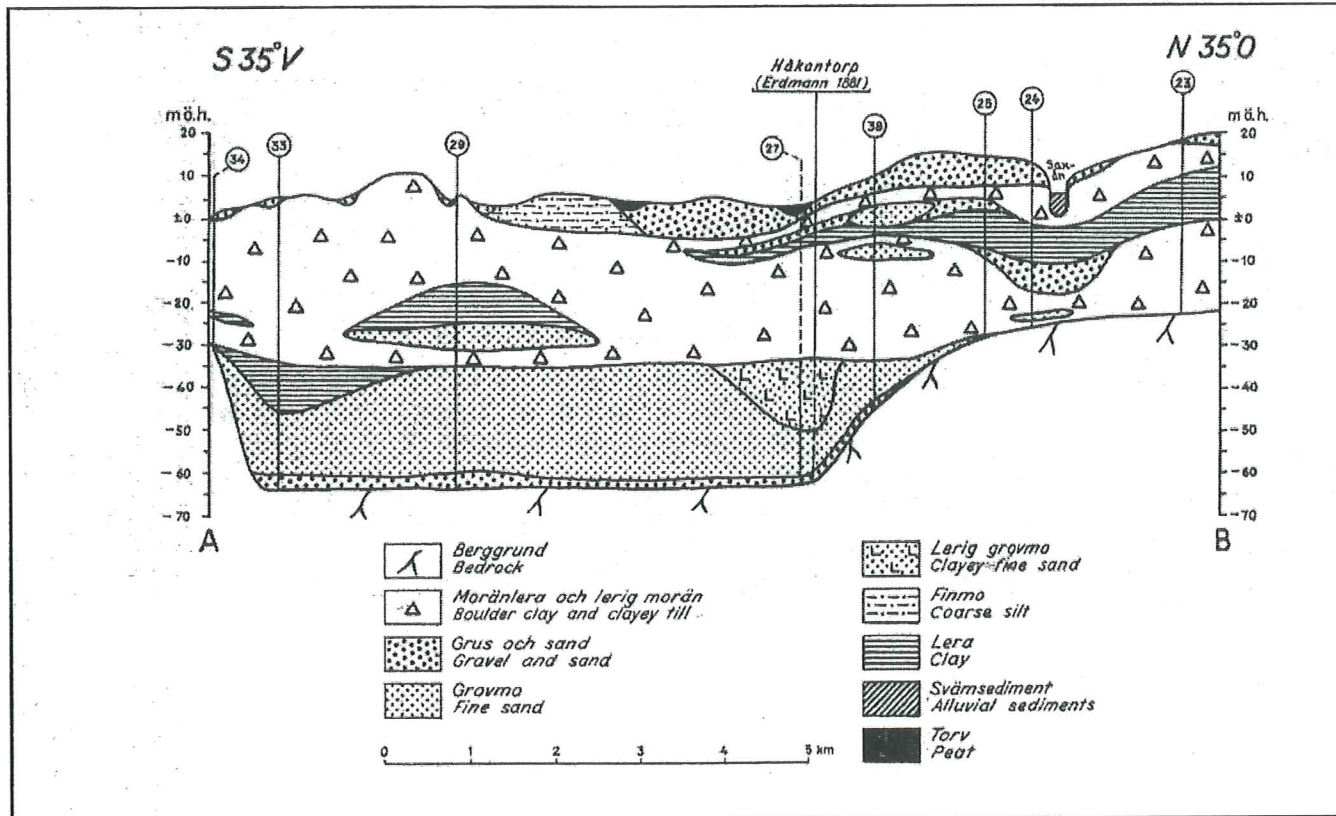 S 35°V
N 35°O
Håkantorp
(Erdmann 1881)
34
33
29
27
38
25
24
23
Sax-
ån
m ö.h.
20
10
±0
-10
-20
-30
-40
-50
-60
-70
A
m ö.h.
20
10
±0
-10
-20
-30
-40
-50
-60
-70
B
Berggrund
Bedrock
Moränlera och lerig morän
Boulder clay and clayey till
Grus och sand
Gravel and sand
Grovmo
Fine sand
Lerig grovmo
Clayey fine sand
Finmo
Coarse silt
Lera
Clay
Svämsediment
Alluvial sediments
Torv
Peat
0 1 2 3 4 5 km